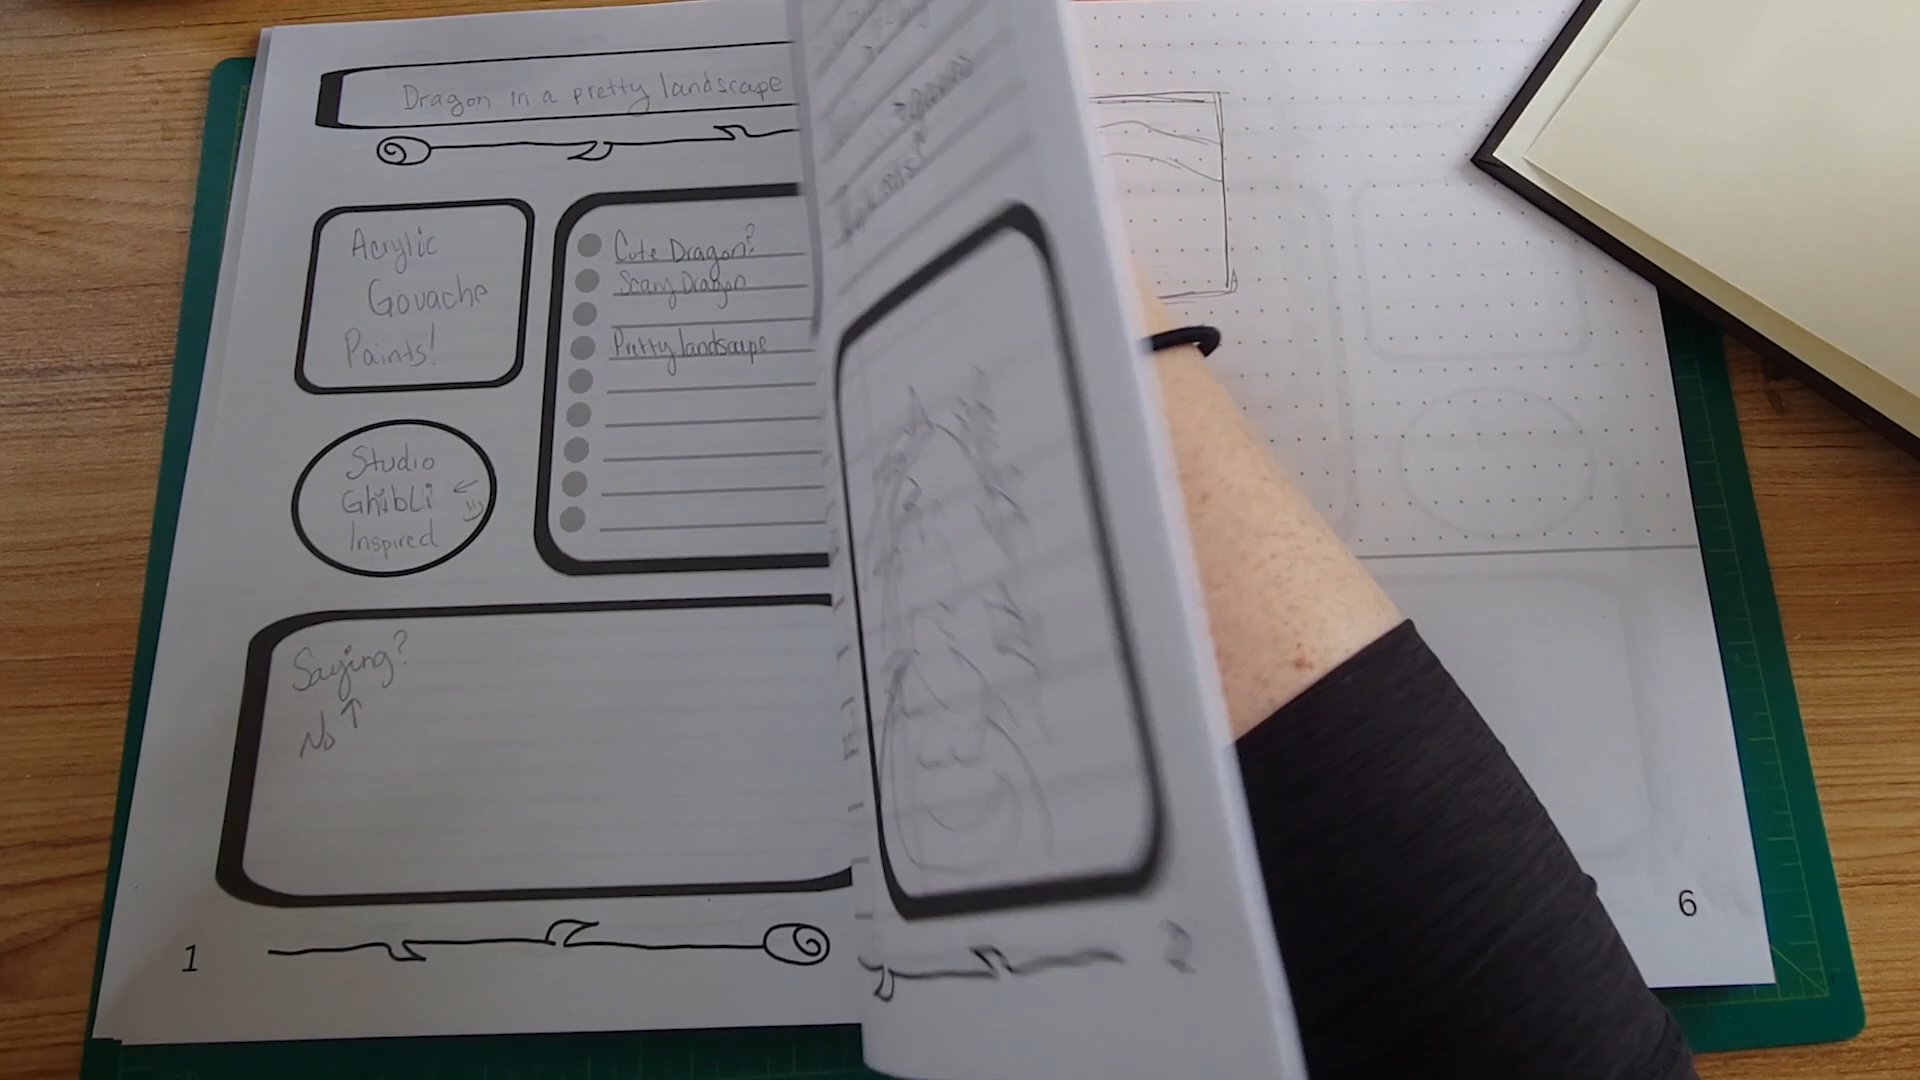 Dragon in a pretty landscape
Acrylic
Gouache
Paints!
Cute Dragon?
Scary Dragon
Pretty landscape
Studio
Ghibli
Inspired
Saying?
No
1
2
6